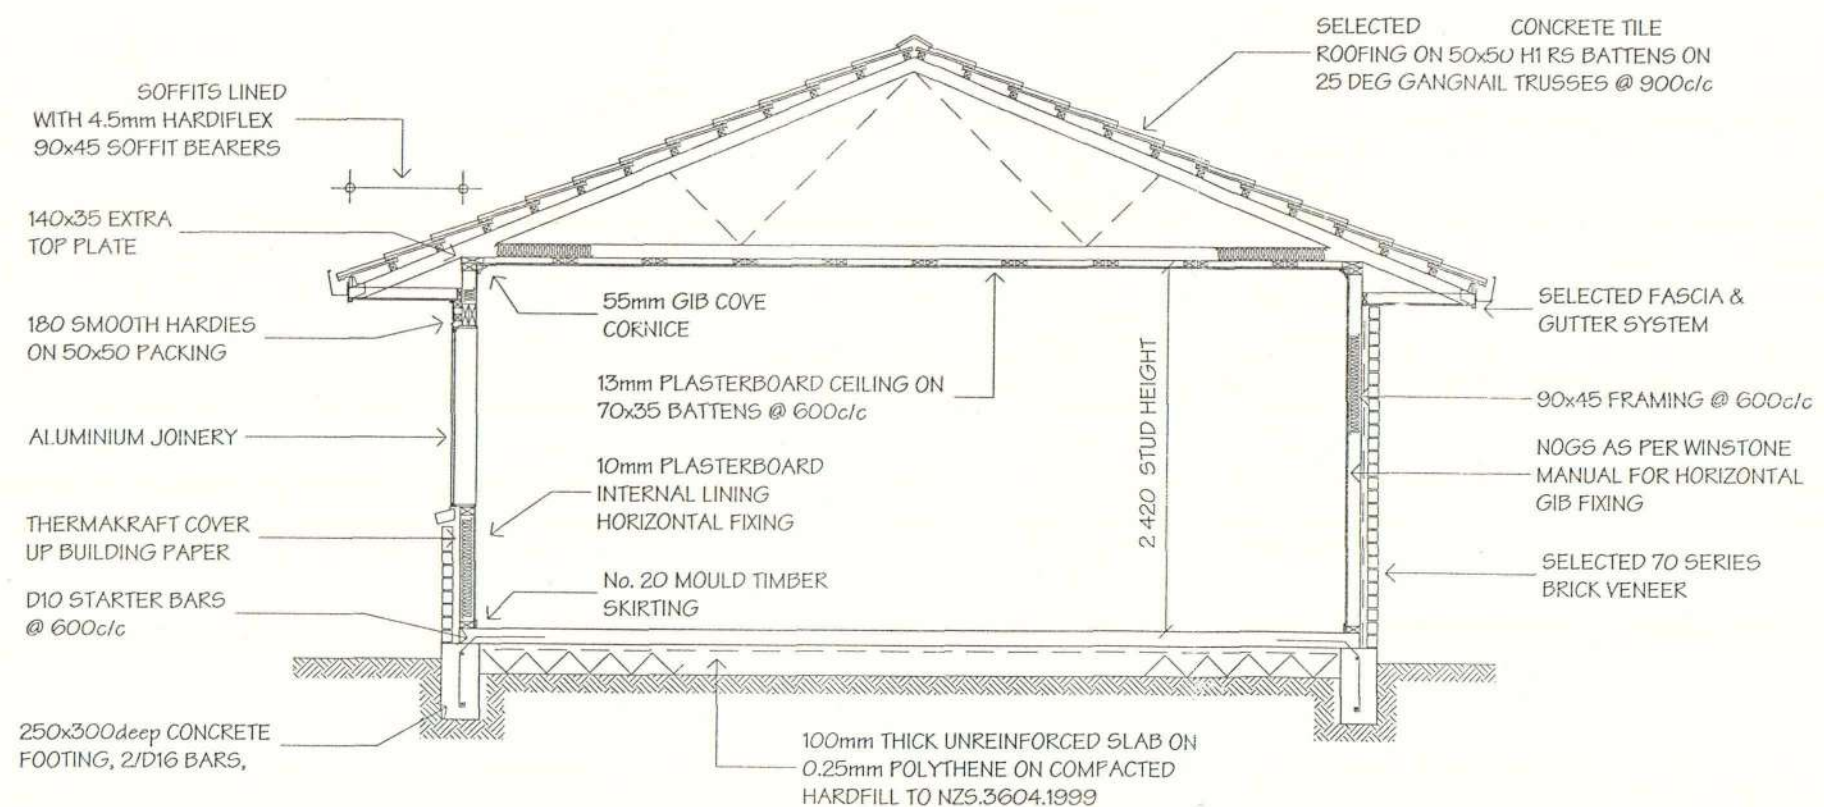 SELECTED CONCRETE TILE
ROOFING ON 50x50 H1 RS BATTENS ON
25 DEG GANGNAIL TRUSSES @ 900c/c
SOFFITS LINED
WITH 4.5mm HARDIFLEX
90x45 SOFFIT BEARERS
140x35 EXTRA
TOP PLATE
180 SMOOTH HARDIES
ON 50x50 PACKING
ALUMINIUM JOINERY
THERMAKRAFT COVER
UP BUILDING PAPER
D10 STARTER BARS
@ 600c/c
250x300deep CONCRETE
FOOTING, 2/D16 BARS,
55mm GIB COVE
CORNICE
13mm PLASTERBOARD CEILING ON
70x35 BATTENS @ 600c/c
10mm PLASTERBOARD
INTERNAL LINING
HORIZONTAL FIXING
No. 20 MOULD TIMBER
SKIRTING
2.420 STUD HEIGHT
100mm THICK UNREINFORCED SLAB ON
0.25mm POLYTHENE ON COMPACTED
HARDFILL TO NZS.3604.1999
SELECTED FASCIA &
GUTTER SYSTEM
90x45 FRAMING @ 600c/c
NOGS AS PER WINSTONE
MANUAL FOR HORIZONTAL
GIB FIXING
SELECTED 70 SERIES
BRICK VENEER